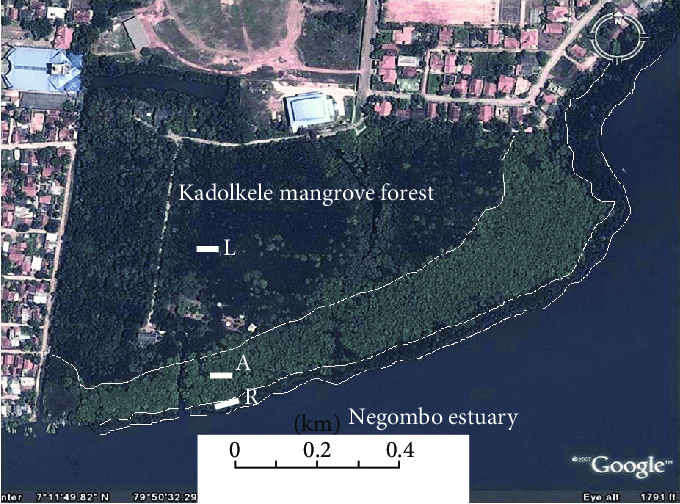 Kadolkele mangrove forest
L
A
R
(km)
Negombo estuary
0 0.2 0.4
©2007 Google™
nter 7°11'49.82" N 79°50'32.29
Eye alt 1791 ft